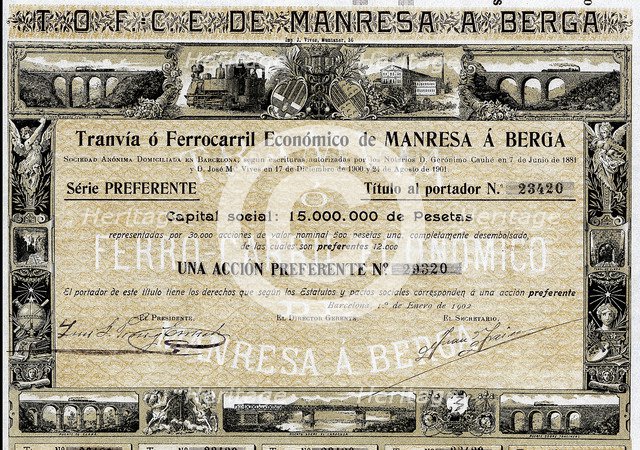 T O F·C E DE MANRESA A BERGA
Imp J. Vives, Muntaner, 36
Tranvía ó Ferrocarril Económico de MANRESA Á BERGA
Sociedad Anónima Domiciliada en Barcelona, según escrituras autorizadas por los Notarios D. Gerónimo Cauhé en 7 de Junio de 1881
y D. José M. Vives en 17 de Diciembre de 1900 y 24 de Agosto de 1901
Série PREFERENTE Título al portador N.º 23420
Capital social: 15.000.000 de Pesetas
representadas por 30.000 acciones de valor nominal 500 pesetas una, completamente desembolsado,
de las cuales son preferentes 12.000
FERROCARRIL ECONÓMICO
UNA ACCIÓN PREFERENTE Nº 29320
El portador de este título tiene los derechos que según los Estatutos y pactos sociales corresponden á una acción preferente
Barcelona, 1º de Enero de 1902
El Presidente. El Director Gerente. El Secretario.
MANRESA Á BERGA
Heritage